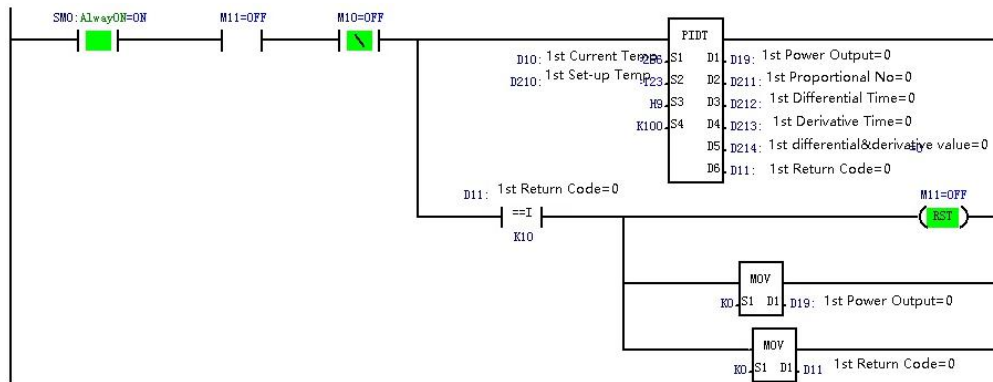 SM0:AlwayON=ON M11=OFF M10=OFF
PIDT
D10: 1st Current Temp S1 D1 D19: 1st Power Output=0
D210: 1st Set-up Temp S2 D2 D211: 1st Proportional No=0
H9 S3 D3 D212: 1st Differential Time=0
K100 S4 D4 D213: 1st Derivative Time=0
D5 D214: 1st differential&derivative value=0
D6 D11: 1st Return Code=0
D11: 1st Return Code=0
M11=OFF
==I
RST
K10
MOV
K0 S1 D1 D19: 1st Power Output=0
MOV
K0 S1 D1 D11 1st Return Code=0